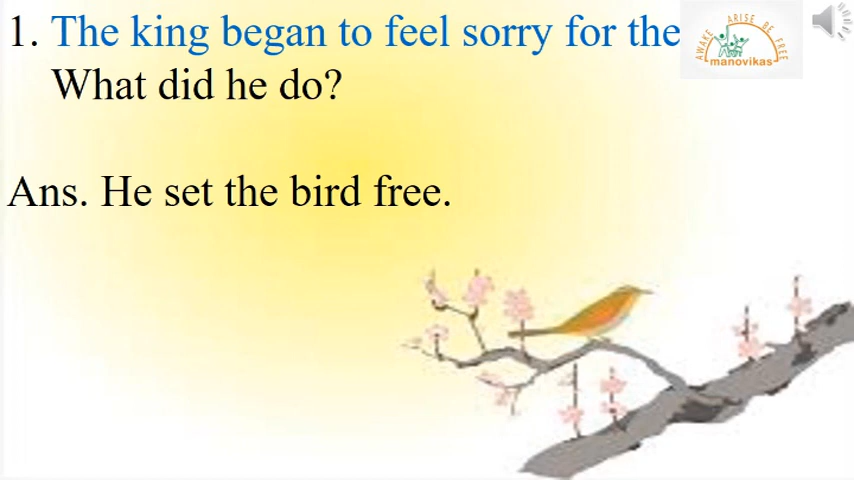 1. The king began to feel sorry for the
What did he do?
Ans. He set the bird free.
AWAKE ARISE BE FREE
manovikas